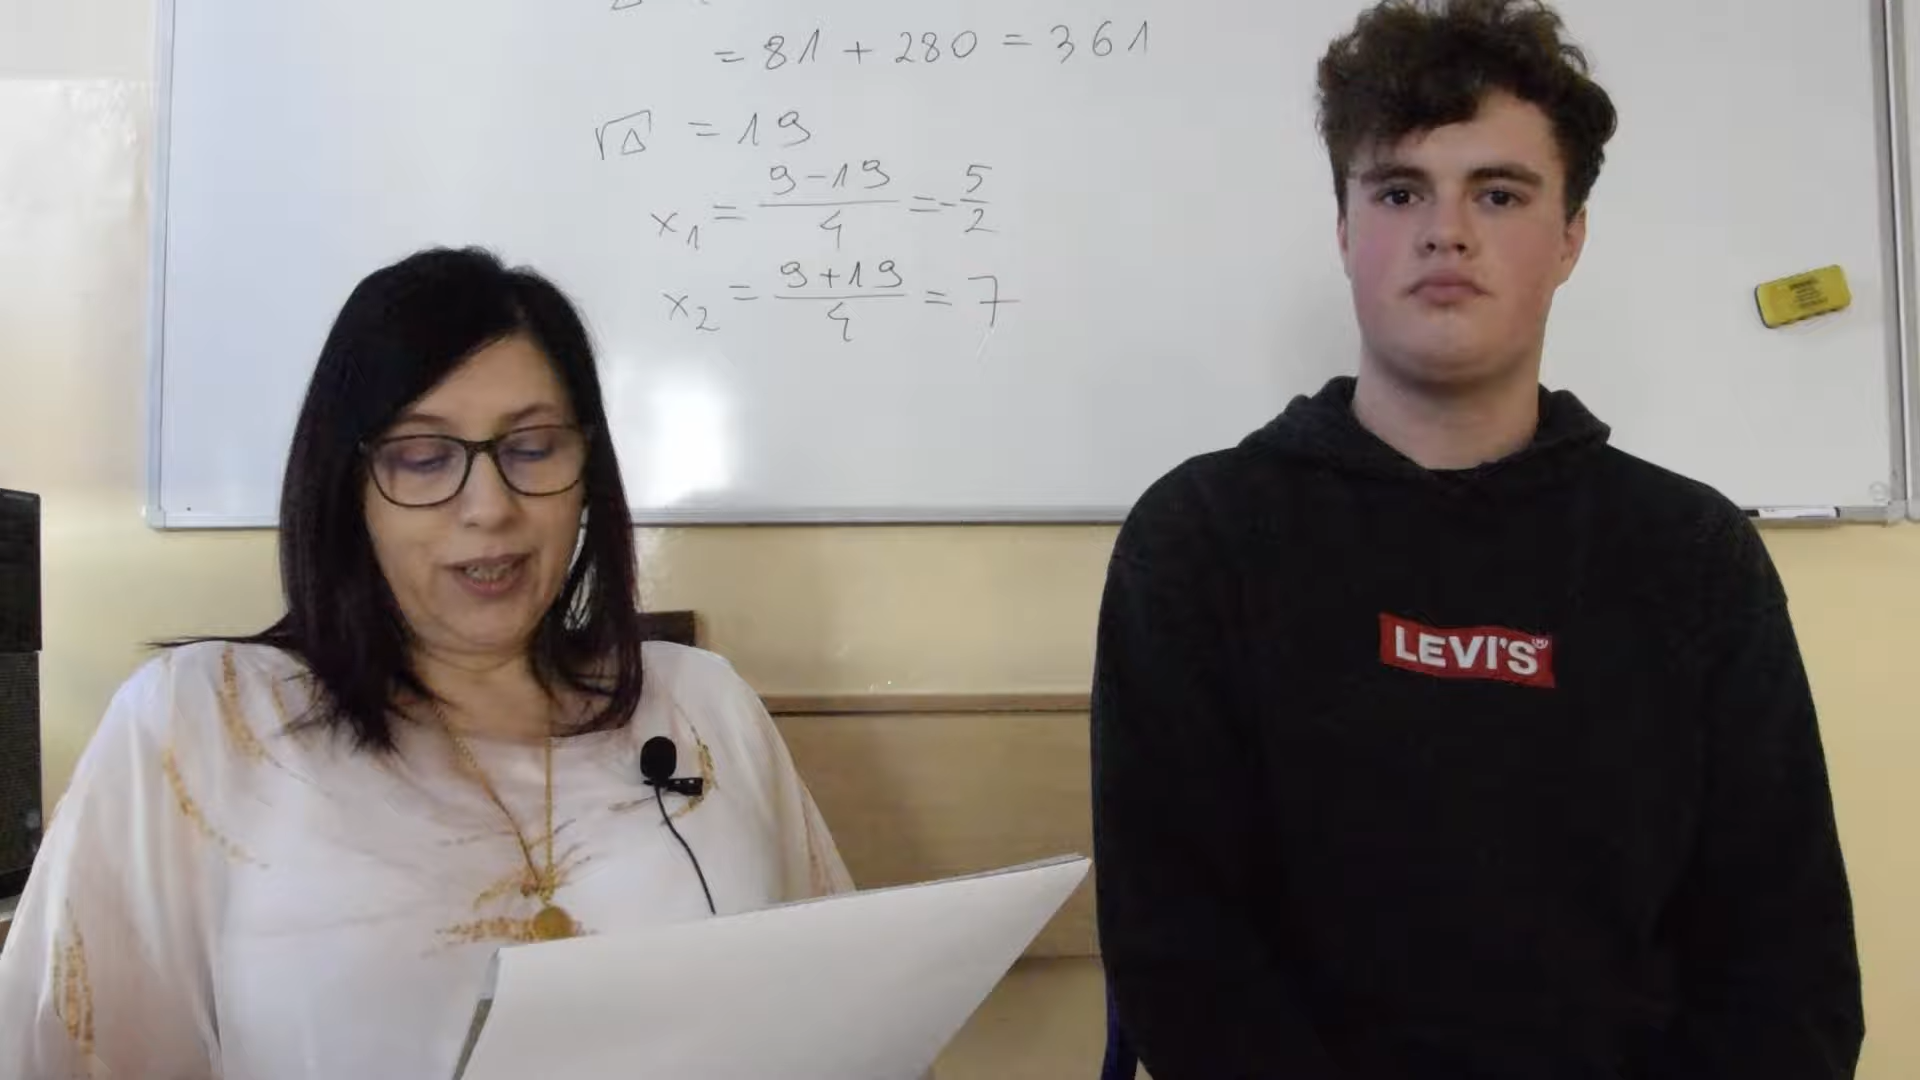 = 81 + 280 = 361
√Δ = 19
x₁ = (9-19)/4 = -5/2
x₂ = (9+19)/4 = 7
LEVI'S®